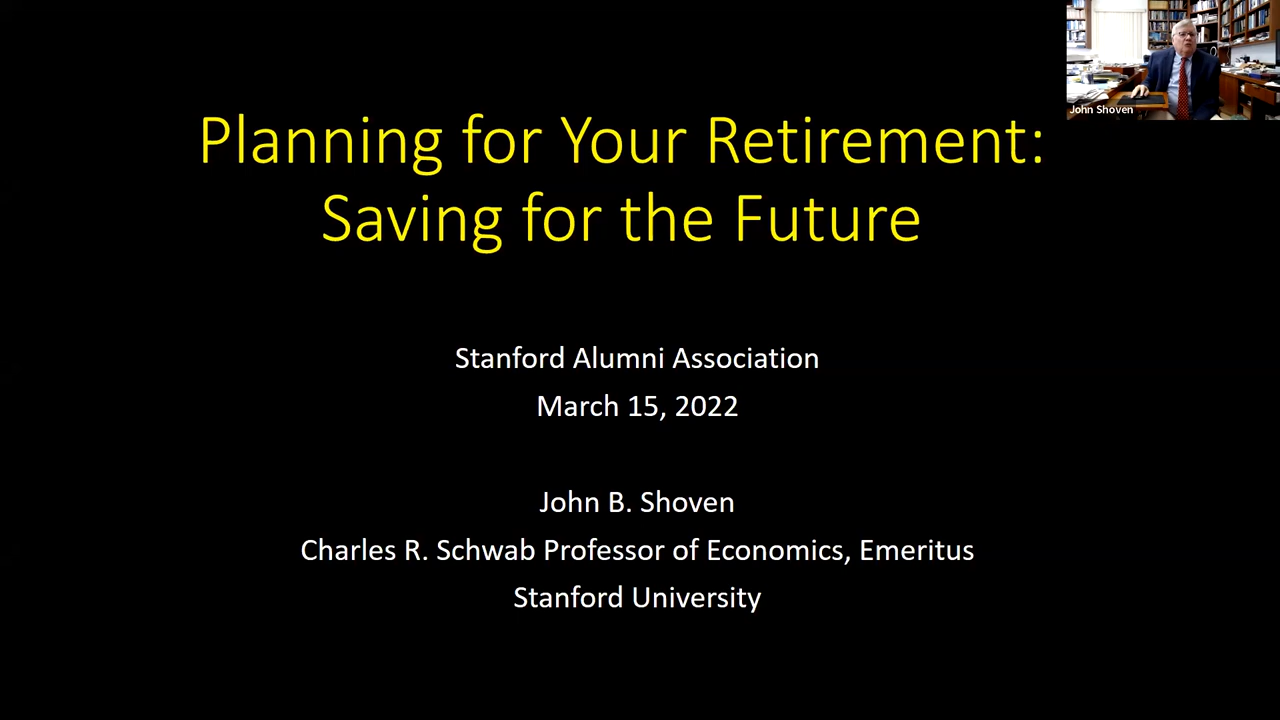 John Shoven
Planning for Your Retirement:
Saving for the Future
Stanford Alumni Association
March 15, 2022
John B. Shoven
Charles R. Schwab Professor of Economics, Emeritus
Stanford University